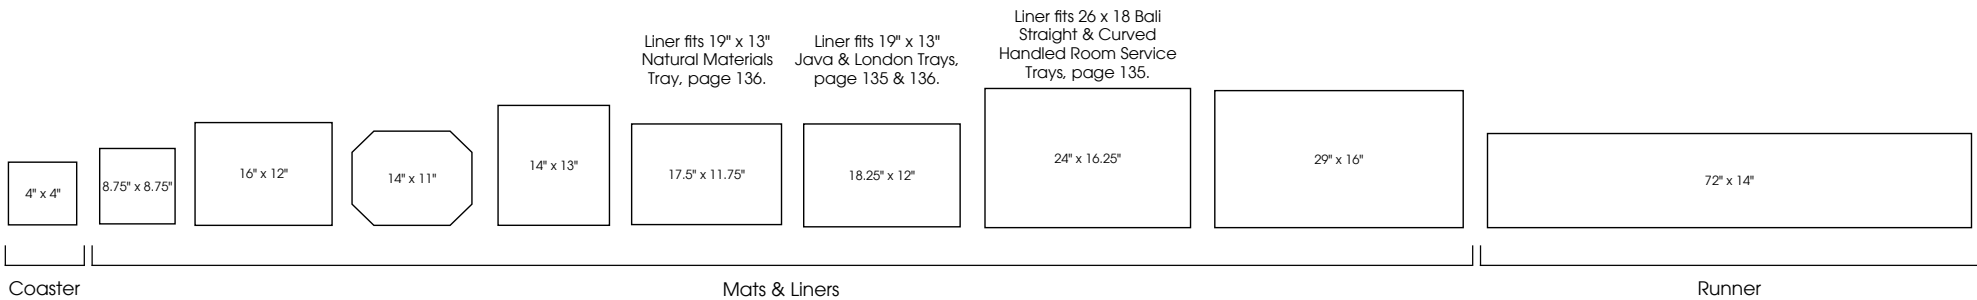 Liner fits 19" x 13"
Natural Materials
Tray, page 136.
Liner fits 19" x 13"
Java & London Trays,
page 135 & 136.
Liner fits 26 x 18 Bali
Straight & Curved
Handled Room Service
Trays, page 135.
4" x 4"
8.75" x 8.75"
16" x 12"
14" x 11"
14" x 13"
17.5" x 11.75"
18.25" x 12"
24" x 16.25"
29" x 16"
72" x 14"
Coaster
Mats & Liners
Runner